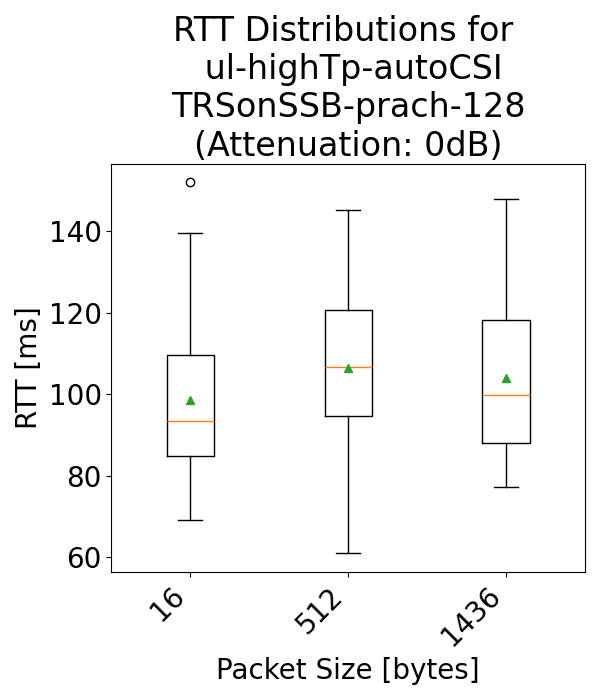 RTT Distributions for
ul-highTp-autoCSI
TRSonSSB-prach-128
(Attenuation: 0dB)
RTT [ms]
140
120
100
80
60
16
512
1436
Packet Size [bytes]